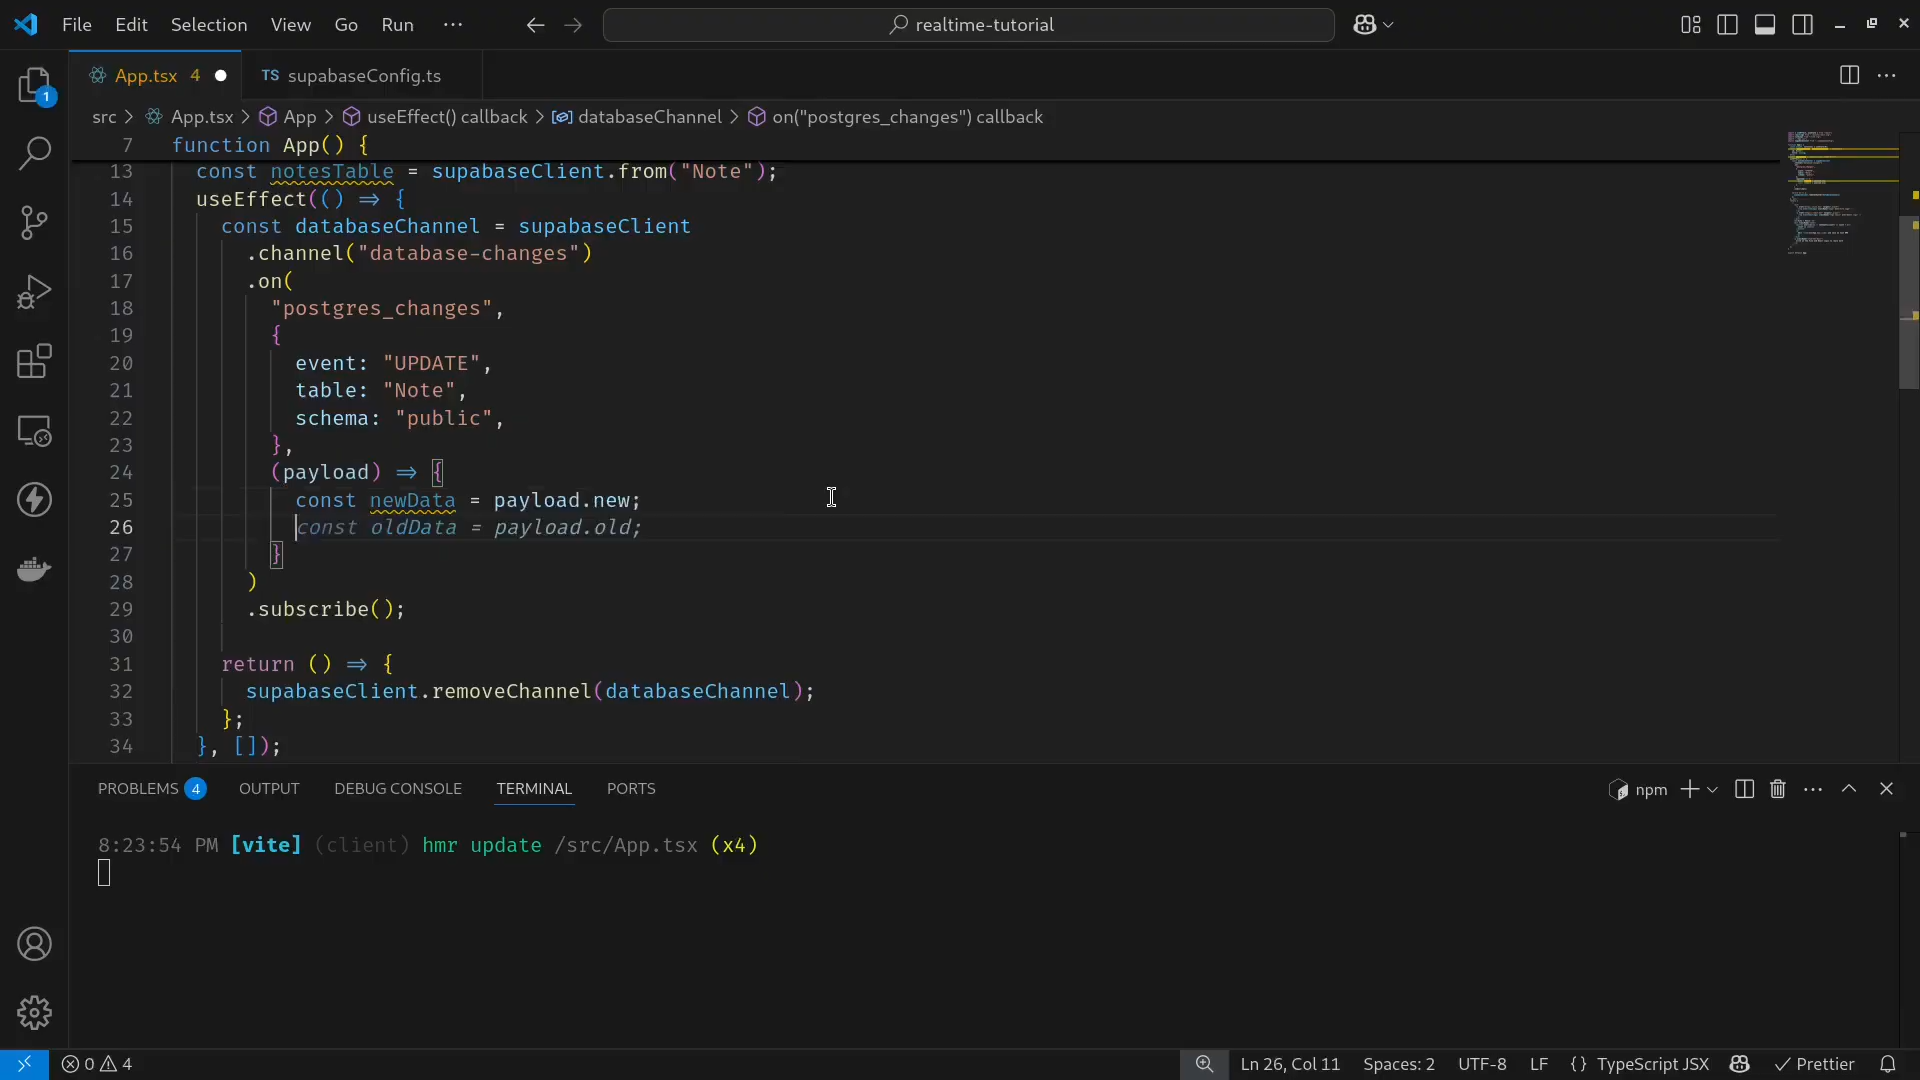 File Edit Selection View Go Run ··· realtime-tutorial
App.tsx 4 TS supabaseConfig.ts
src > App.tsx > App > useEffect() callback > databaseChannel > on("postgres_changes") callback
7 function App() {
13 const notesTable = supabaseClient.from("Note");
14 useEffect(() => {
15 const databaseChannel = supabaseClient
16 .channel("database-changes")
17 .on(
18 "postgres_changes",
19 {
20 event: "UPDATE",
21 table: "Note",
22 schema: "public",
23 },
24 (payload) => {
25 const newData = payload.new;
26 const oldData = payload.old;
27 }
28 )
29 .subscribe();
30
31 return () => {
32 supabaseClient.removeChannel(databaseChannel);
33 };
34 }, []);
PROBLEMS 4 OUTPUT DEBUG CONSOLE TERMINAL PORTS npm
8:23:54 PM [vite] (client) hmr update /src/App.tsx (x4)
1
0 4 Ln 26, Col 11 Spaces: 2 UTF-8 LF {} TypeScript JSX Prettier